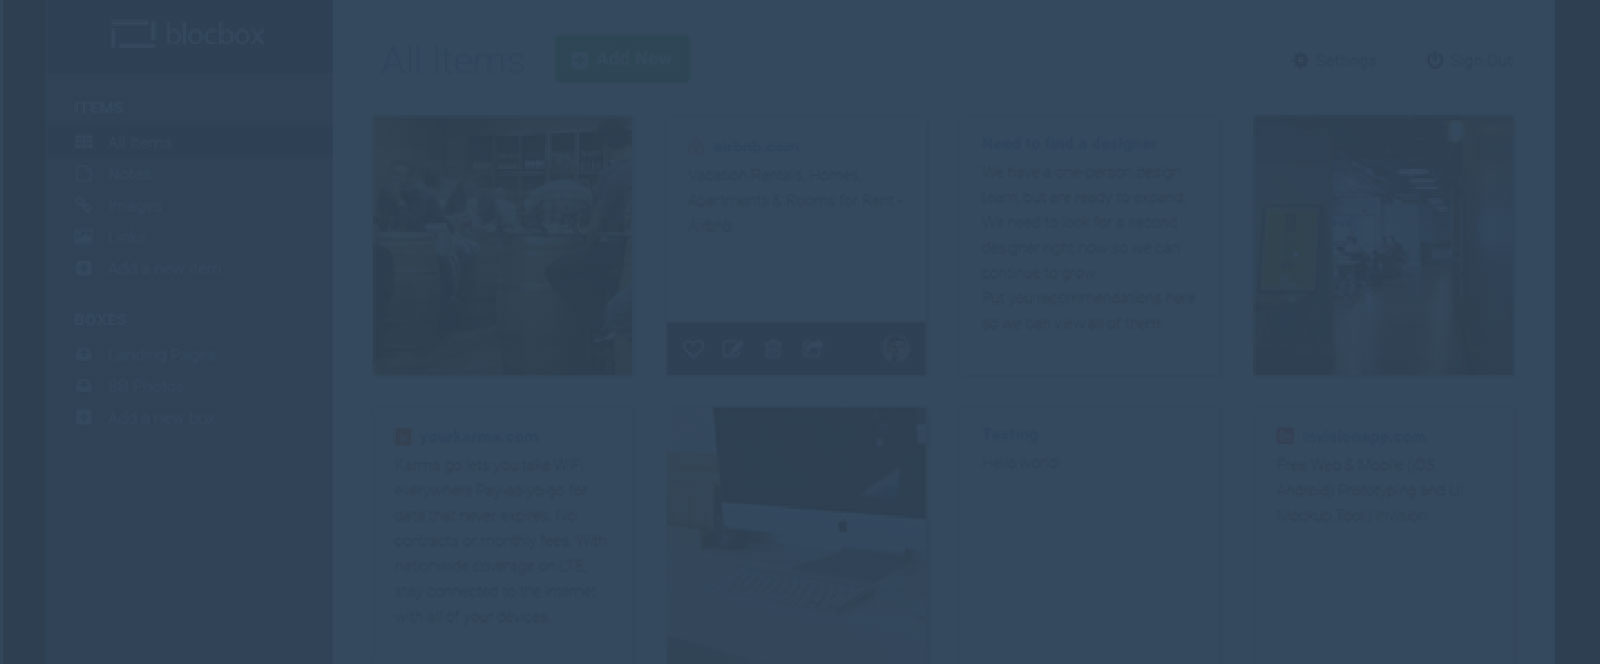 blocbox
All Items
Add New
Settings
Sign Out
ITEMS
All Items
Notes
Images
Links
Add a new item
BOXES
Landing Pages
BB Photos
Add a new box
airbnb.com
Vacation Rentals, Homes,
Apartments & Rooms for Rent -
Airbnb
Need to find a designer
We have a one-person design
team, but are ready to expand.
We need to look for a second
designer right now so we can
continue to grow.
Put you recommendations here
so we can view all of them.
yourkarma.com
Karma go lets you take WiFi
everywhere Pay-as-yo-go for
data that never expires. No
contracts or monthly fees. With
nationwide coverage on LTE,
stay connected to the internet
with all of your devices.
Testing
Hello world!
invisionapp.com
Free Web & Mobile (iOS,
Android) Prototyping and UI
Mockup Tool | InVision